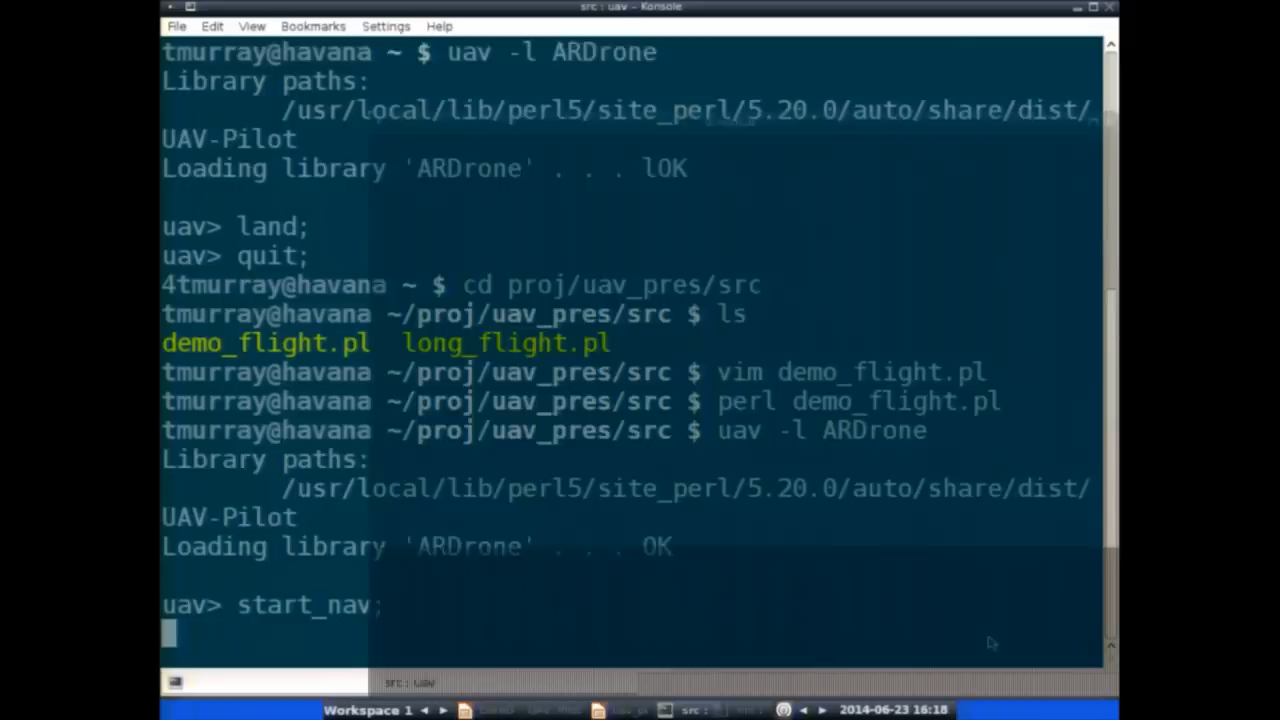 src : uav – Konsole
File Edit View Bookmarks Settings Help
tmurray@havana ~ $ uav -l ARDrone
Library paths:
/usr/local/lib/perl5/site_perl/5.20.0/auto/share/dist/
UAV-Pilot
Loading library 'ARDrone' . . . lOK
uav> land;
uav> quit;
4tmurray@havana ~ $ cd proj/uav_pres/src
tmurray@havana ~/proj/uav_pres/src $ ls
demo_flight.pl long_flight.pl
tmurray@havana ~/proj/uav_pres/src $ vim demo_flight.pl
tmurray@havana ~/proj/uav_pres/src $ perl demo_flight.pl
tmurray@havana ~/proj/uav_pres/src $ uav -l ARDrone
Library paths:
/usr/local/lib/perl5/site_perl/5.20.0/auto/share/dist/
UAV-Pilot
Loading library 'ARDrone' . . . OK
uav> start_nav;
src : uav
Workspace 1 src : 2014-06-23 16:18